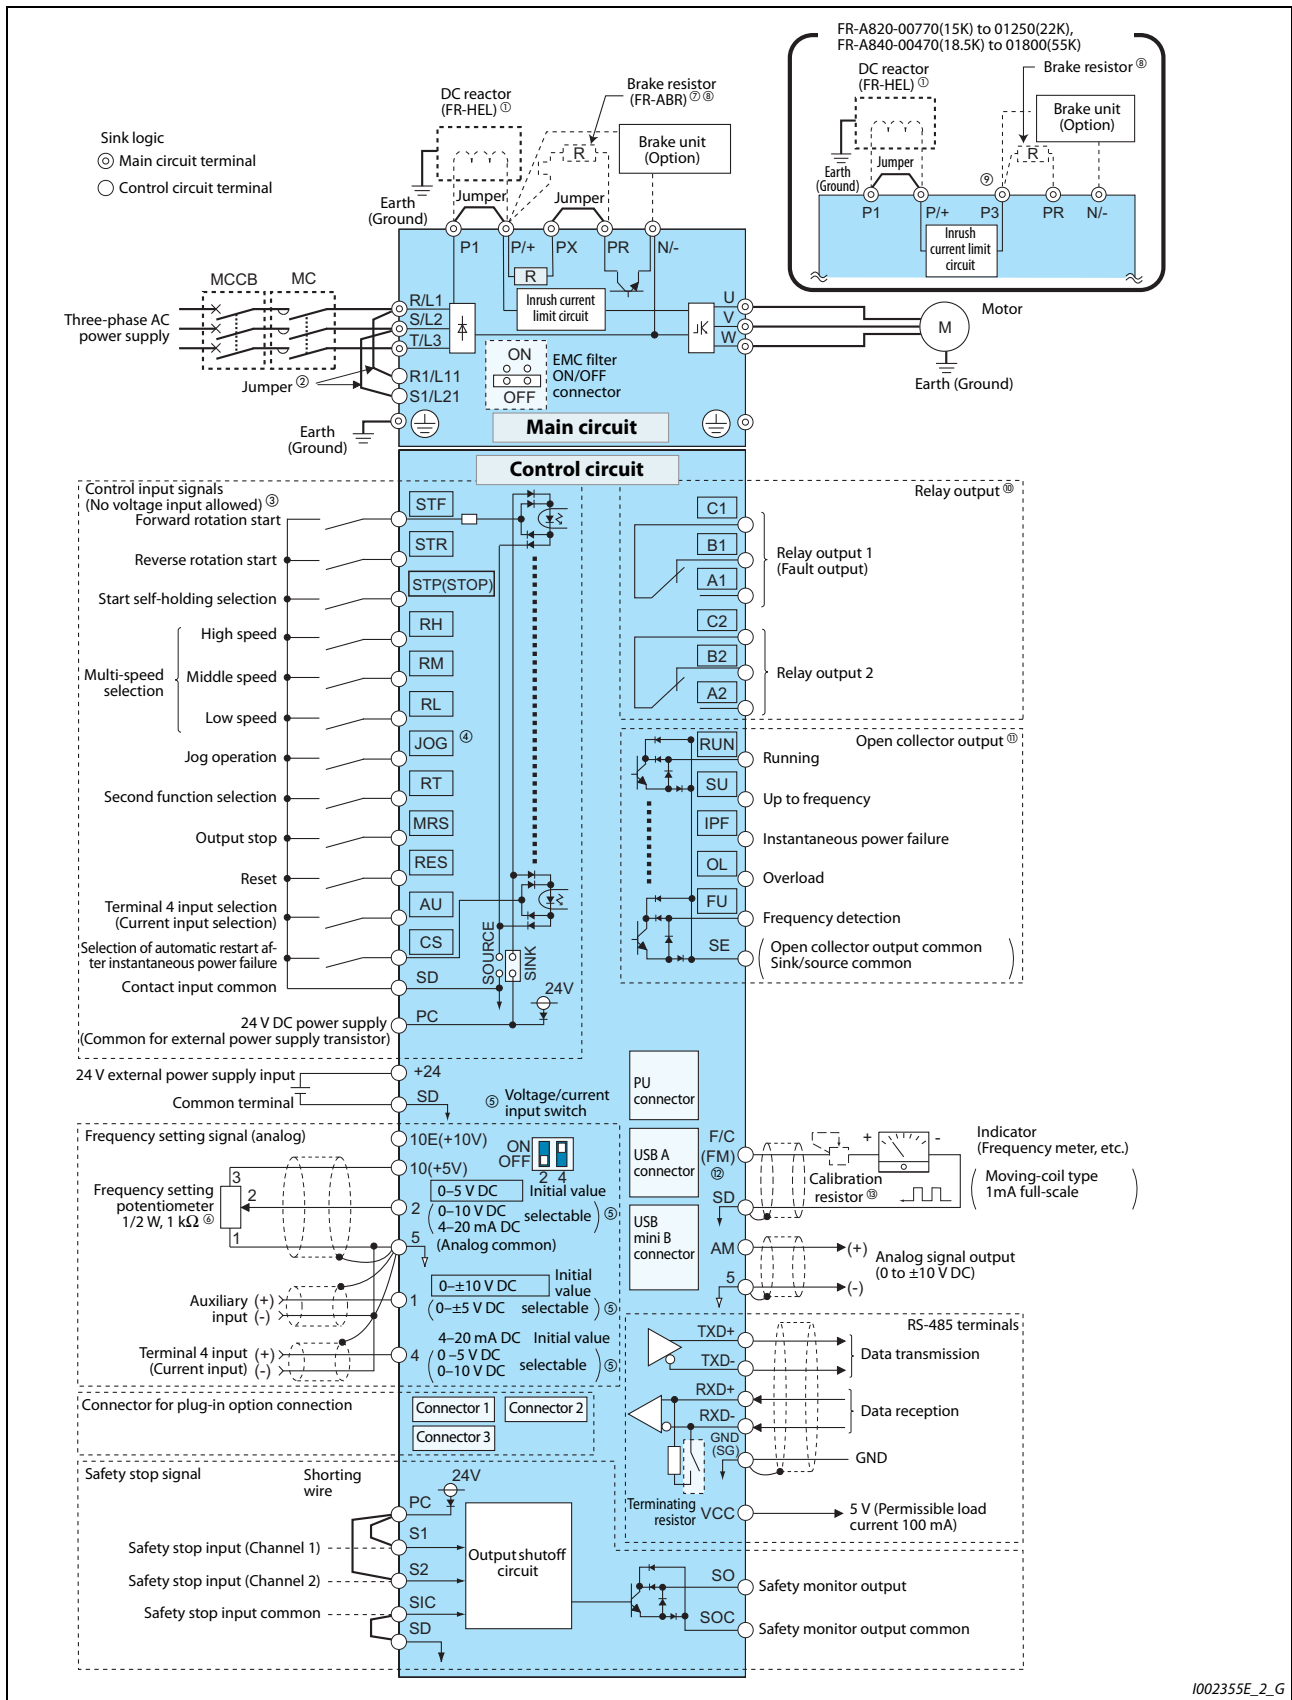 FR-A820-00770(15K) to 01250(22K),
FR-A840-00470(18.5K) to 01800(55K)
DC reactor
(FR-HEL) ①
Brake resistor ⑧
Brake unit
(Option)
R
Earth
(Ground)
Jumper
⑨
P1
P/+
P3
PR
N/-
Inrush
current limit
circuit
Sink logic
Main circuit terminal
Control circuit terminal
DC reactor
(FR-HEL) ①
Brake resistor
(FR-ABR) ⑦ ⑧
R
Brake unit
(Option)
Earth
(Ground)
Jumper
Jumper
P1
P/+
PX
PR
N/-
R
Inrush current
limit circuit
MCCB
MC
Three-phase AC
power supply
R/L1
S/L2
T/L3
R1/L11
S1/L21
Jumper ②
ON
OFF
EMC filter
ON/OFF
connector
U
V
W
Motor
M
Earth (Ground)
Earth
(Ground)
Main circuit
Control circuit
Control input signals
(No voltage input allowed) ③
Forward rotation start
STF
Reverse rotation start
STR
Start self-holding selection
STP(STOP)
Multi-speed
selection
High speed
RH
Middle speed
RM
Low speed
RL
Jog operation
JOG ④
Second function selection
RT
Output stop
MRS
Reset
RES
Terminal 4 input selection
(Current input selection)
AU
Selection of automatic restart af-
ter instantaneous power failure
CS
Contact input common
SD
SOURCE
SINK
24V
24 V DC power supply
(Common for external power supply transistor)
PC
Relay output ⑩
C1
B1
A1
Relay output 1
(Fault output)
C2
B2
A2
Relay output 2
Open collector output ⑪
RUN
Running
SU
Up to frequency
IPF
Instantaneous power failure
OL
Overload
FU
Frequency detection
SE
Open collector output common
Sink/source common
24 V external power supply input
+24
Common terminal
SD
⑤ Voltage/current
input switch
Frequency setting signal (analog)
10E(+10V)
ON
OFF
2 4
10(+5V)
3
2
1
Frequency setting
potentiometer
1/2 W, 1 kΩ ⑥
0–5 V DC
Initial value
2
0–10 V DC
4–20 mA DC
selectable ⑤
5
(Analog common)
0–±10 V DC
Initial
value
Auxiliary (+)
input (-)
1
0–±5 V DC
selectable ⑤
4–20 mA DC
Initial value
Terminal 4 input (+)
(Current input) (-)
4
0 –5 V DC
0–10 V DC
selectable ⑤
PU
connector
USB A
connector
USB
mini B
connector
F/C
(FM)
⑫
SD
+
-
Calibration
resistor ⑬
Indicator
(Frequency meter, etc.)
Moving-coil type
1mA full-scale
AM
(+)
5
(-)
Analog signal output
(0 to ±10 V DC)
RS-485 terminals
TXD+
TXD-
Data transmission
RXD+
RXD-
Data reception
GND
(SG)
GND
Terminating
resistor
VCC
5 V (Permissible load
current 100 mA)
Connector for plug-in option connection
Connector 1
Connector 2
Connector 3
Safety stop signal
Shorting
wire
24V
PC
S1
Safety stop input (Channel 1)
S2
Safety stop input (Channel 2)
SIC
Safety stop input common
SD
Output shutoff
circuit
SO
Safety monitor output
SOC
Safety monitor output common
I002355E_2_G